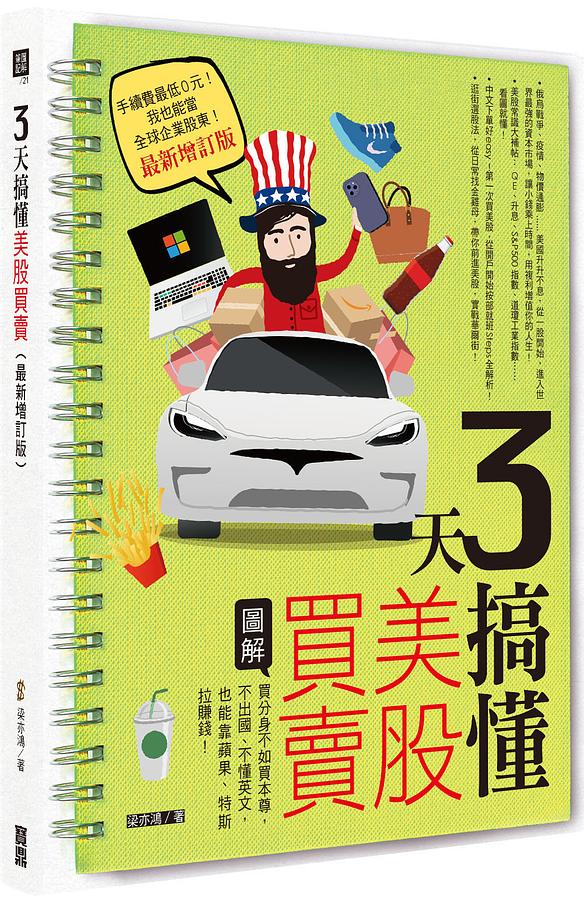 圖解
筆記
/21
3天搞懂美股買賣（最新增訂版）
梁亦鴻／著
寶鼎
手續費最低0元！
我也能當
全球企業股東！
最新增訂版
• 俄烏戰爭、疫情、物價通膨……美國升升不息，從一股開始，進入世
界最強的資本市場，讓小錢乘上時間，用複利增值你的人生！
• 美股常識大補帖：QE、升息、S&P500指數、道瓊工業指數……
看圖就懂！
• 中文下單好easy！第一次買美股，從開戶開始按部就班Steps全解析！
• 逛街選股法，從日常找金雞母，帶你前進美股，實戰華爾街！
3天搞懂
美股
買賣
圖解
買分身不如買本尊，
不出國、不懂英文，
也能靠蘋果、特斯
拉賺錢！
梁亦鴻／著